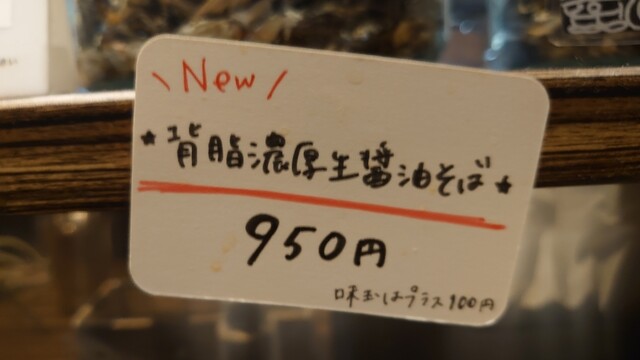 \ New /
★背脂濃厚生醤油そば★
950円
味玉はプラス100円